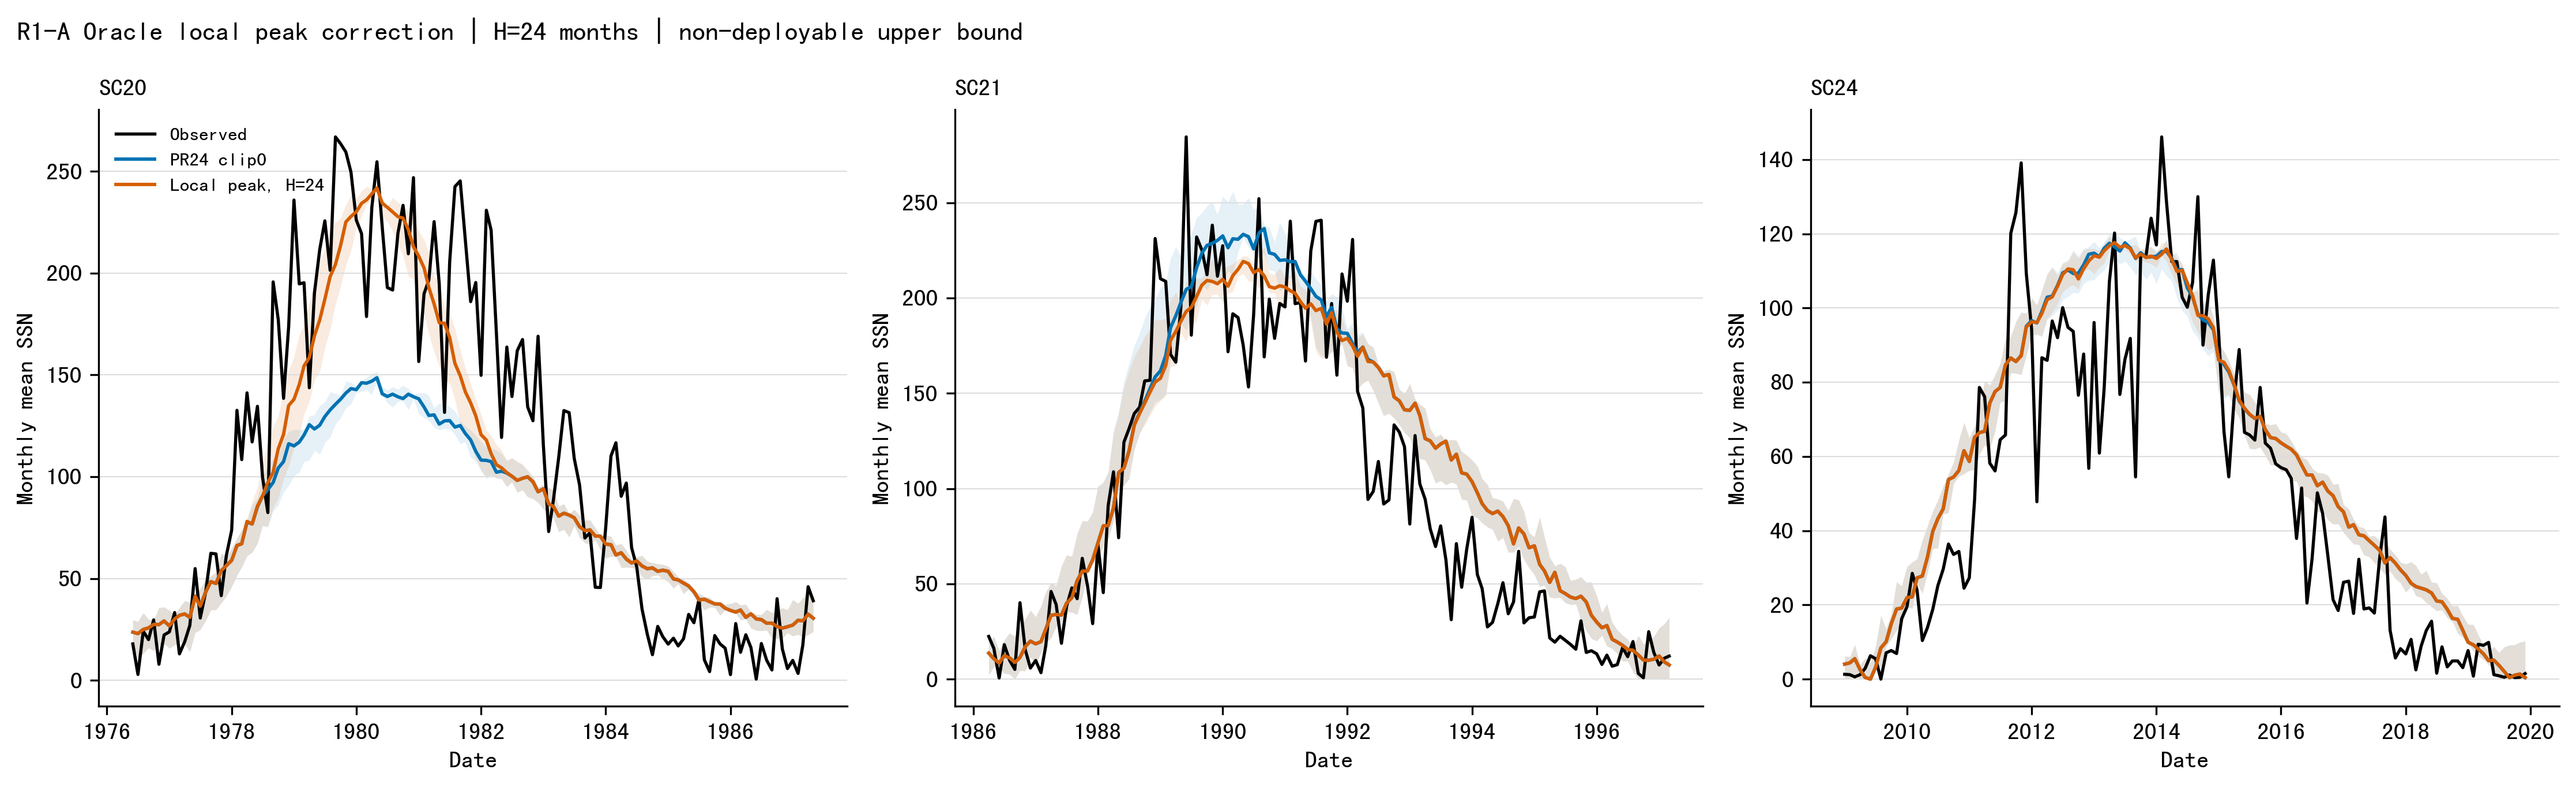 R1-A Oracle local peak correction | H=24 months | non-deployable upper bound
SC20
Observed
PR24 clip0
Local peak, H=24
Monthly mean SSN
250
200
150
100
50
0
1976
1978
1980
1982
1984
1986
Date
SC21
Monthly mean SSN
250
200
150
100
50
0
1986
1988
1990
1992
1994
1996
Date
SC24
Monthly mean SSN
140
120
100
80
60
40
20
0
2010
2012
2014
2016
2018
2020
Date